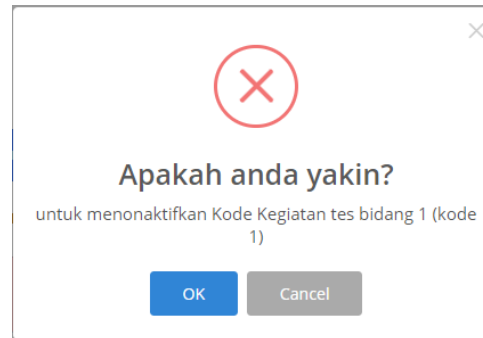 Apakah anda yakin?
untuk menonaktifkan Kode Kegiatan tes bidang 1 (kode
1)
OK Cancel